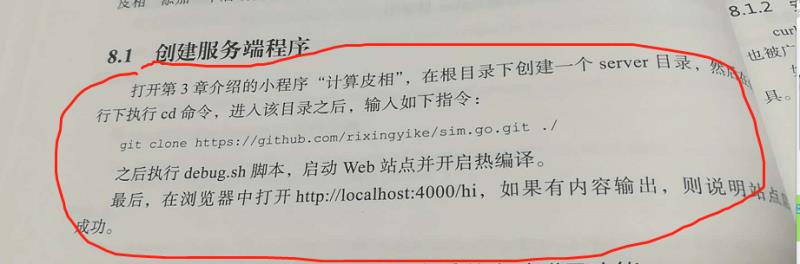 8.1.2
8.1 创建服务端程序
cur
也被广
打开第 3 章介绍的小程序“计算皮相”，在根目录下创建一个 server 目录，然后
具。
行下执行 cd 命令，进入该目录之后，输入如下指令：
git clone https://github.com/rixingyike/sim.go.git ./
之后执行 debug.sh 脚本，启动 Web 站点并开启热编译。
最后，在浏览器中打开 http://localhost:4000/hi，如果有内容输出，则说明站点
成功。